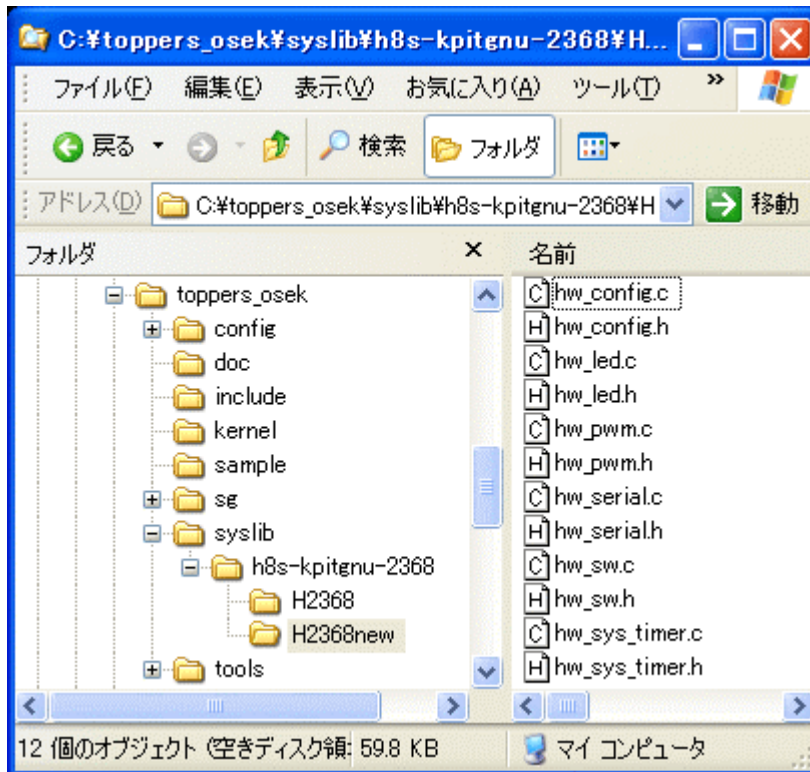 C:¥toppers_osek¥syslib¥h8s-kpitgnu-2368¥H...
ファイル(F) 編集(E) 表示(V) お気に入り(A) ツール(T) »
戻る 検索 フォルダ
アドレス(D) C:¥toppers_osek¥syslib¥h8s-kpitgnu-2368¥H 移動
フォルダ × 名前
toppers_osek
config
doc
include
kernel
sample
sg
syslib
h8s-kpitgnu-2368
H2368
H2368new
tools
hw_config.c
hw_config.h
hw_led.c
hw_led.h
hw_pwm.c
hw_pwm.h
hw_serial.c
hw_serial.h
hw_sw.c
hw_sw.h
hw_sys_timer.c
hw_sys_timer.h
12 個のオブジェクト (空きディスク領: 59.8 KB マイ コンピュータ